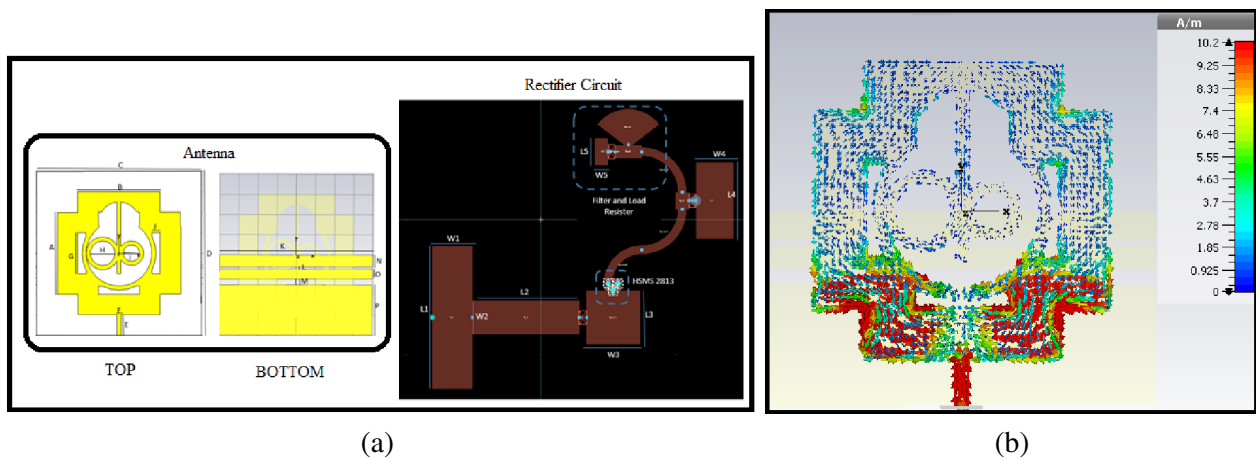 Rectifier Circuit
Antenna
C
B
A
G
H
J
F
E
D
K
L
M
N
O
P
TOP
BOTTOM
L5
W5
W4
L4
Filter and Load
Resister
W1
L1
L2
W2
HSMS 2813
L3
W3
(a)
A/m
10.2
9.25
8.33
7.4
6.48
5.55
4.63
3.7
2.78
1.85
0.925
0
x
(b)